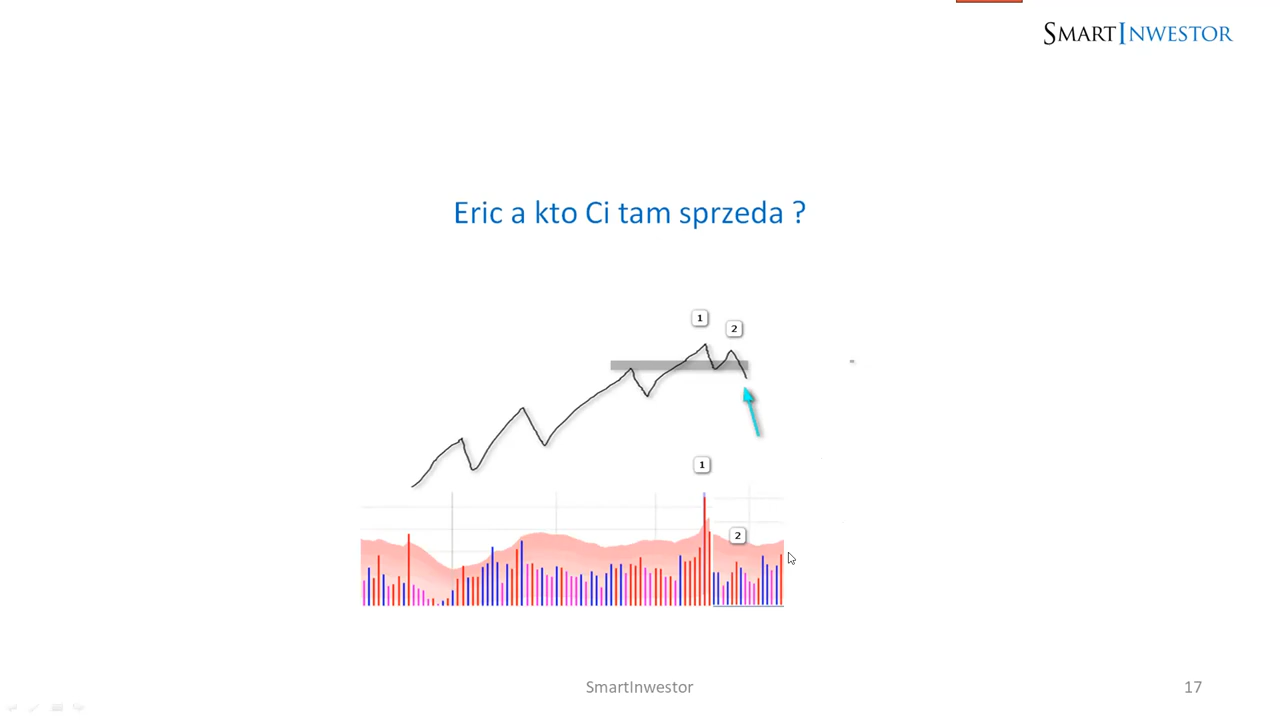 SMARTINWESTOR
Eric a kto Ci tam sprzeda ?
1
2
1
2
SmartInwestor
17